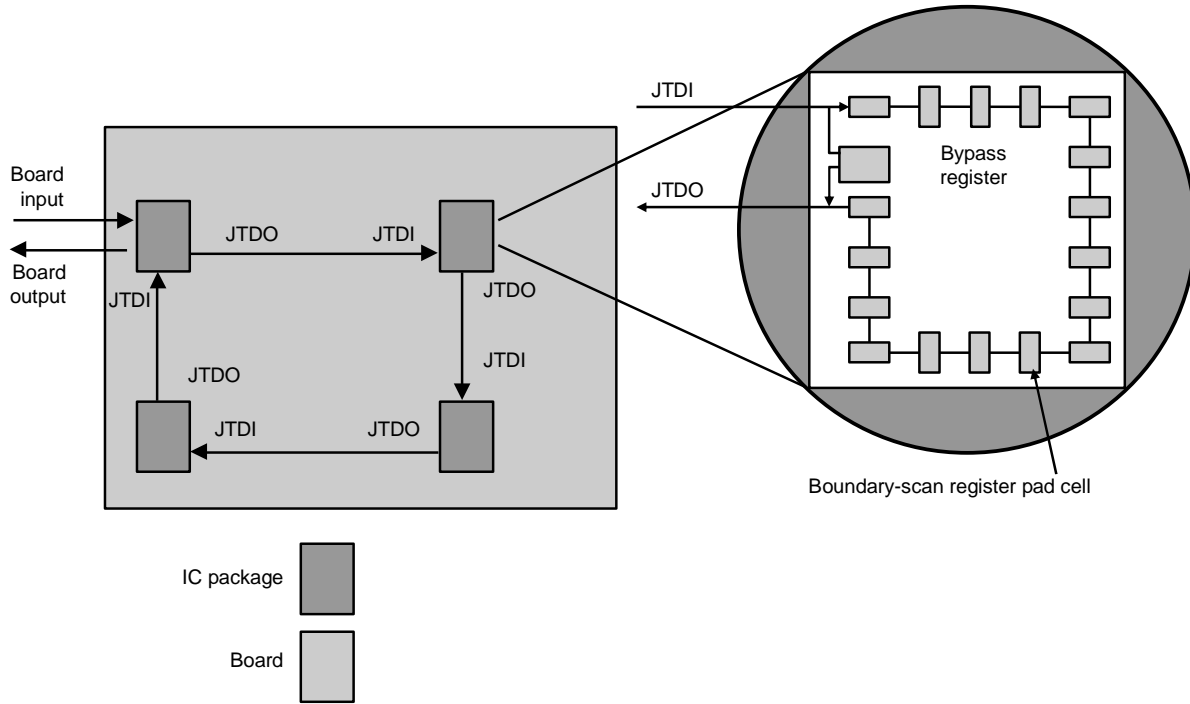 Board
input
Board
output
JTDO
JTDI
JTDI
JTDO
JTDI
JTDO
JTDI
JTDO
JTDI
JTDO
Bypass
register
Boundary-scan register pad cell
IC package
Board